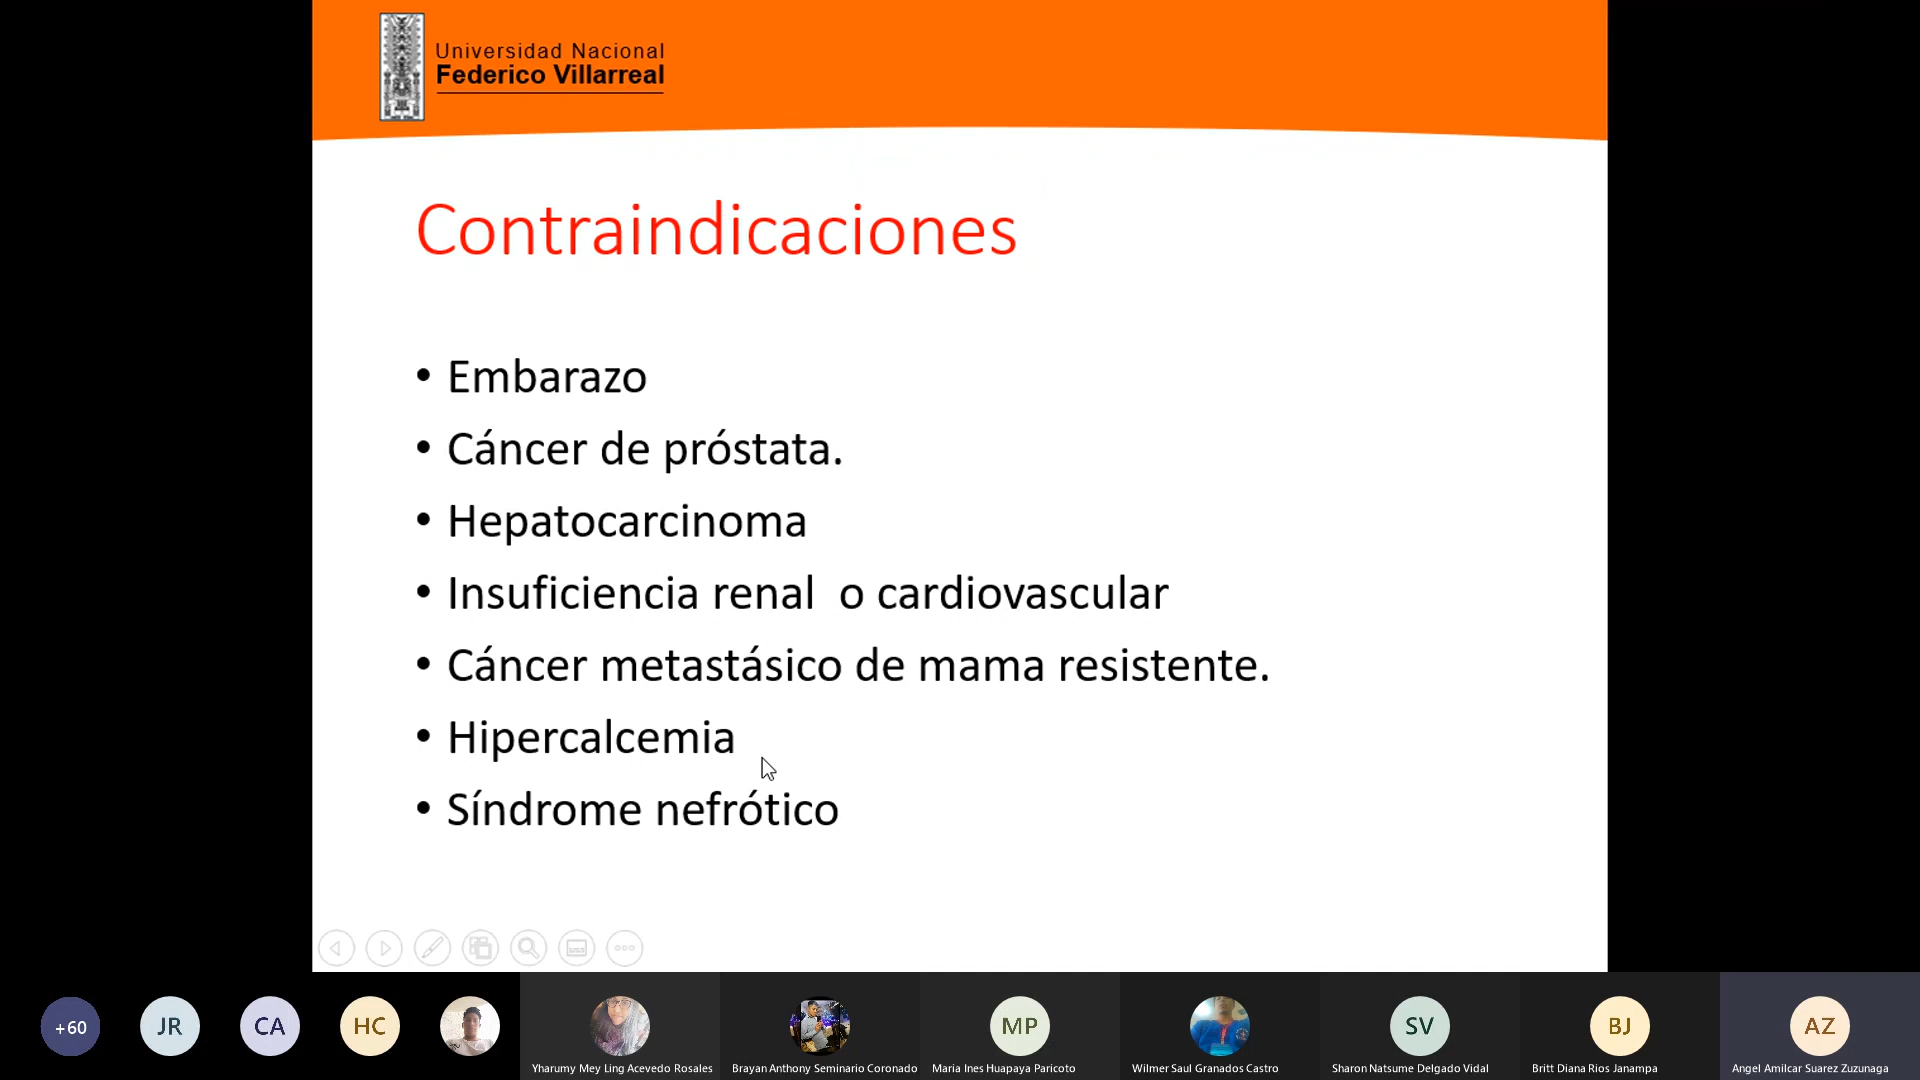 Universidad Nacional
Federico Villarreal
Contraindicaciones
• Embarazo
• Cáncer de próstata.
• Hepatocarcinoma
• Insuficiencia renal  o cardiovascular
• Cáncer metastásico de mama resistente.
• Hipercalcemia
• Síndrome nefrótico
+60
JR
CA
HC
MP
SV
BJ
AZ
Yharumy Mey Ling Acevedo Rosales
Brayan Anthony Seminario Coronado
Maria Ines Huapaya Paricoto
Wilmer Saul Granados Castro
Sharon Natsume Delgado Vidal
Britt Diana Rios Janampa
Angel Amilcar Suarez Zuzunaga